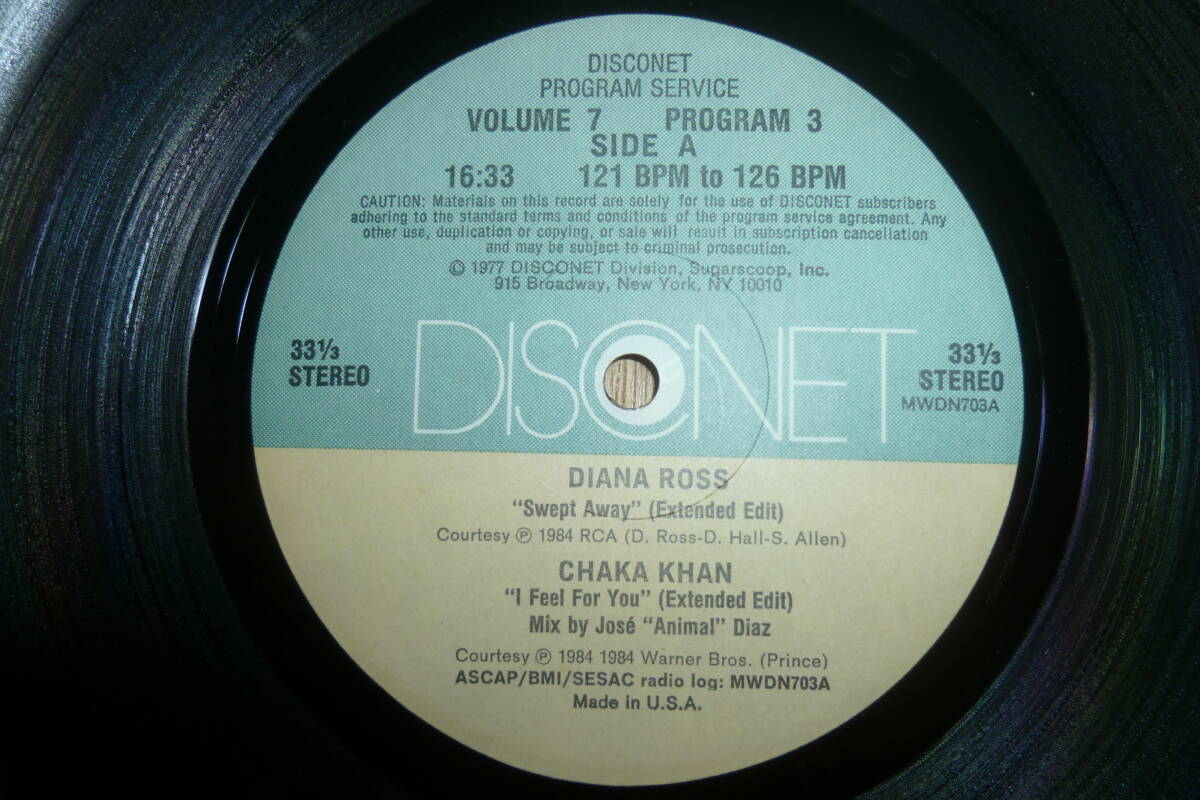 DISCONET
PROGRAM SERVICE
VOLUME 7 PROGRAM 3
SIDE A
16:33 121 BPM to 126 BPM
CAUTION: Materials on this record are solely for the use of DISCONET subscribers
adhering to the standard terms and conditions of the program service agreement. Any
other use, duplication or copying, or sale will result in subscription cancellation
and may be subject to criminal prosecution.
© 1977 DISCONET Division, Sugarscoop, Inc.
915 Broadway, New York, NY 10010
33⅓ STEREO
DISCONET
33⅓ STEREO
MWDN703A
DIANA ROSS
“Swept Away” (Extended Edit)
Courtesy ℗ 1984 RCA (D. Ross-D. Hall-S. Allen)
CHAKA KHAN
“I Feel For You” (Extended Edit)
Mix by José “Animal” Diaz
Courtesy ℗ 1984 1984 Warner Bros. (Prince)
ASCAP/BMI/SESAC radio log: MWDN703A
Made in U.S.A.